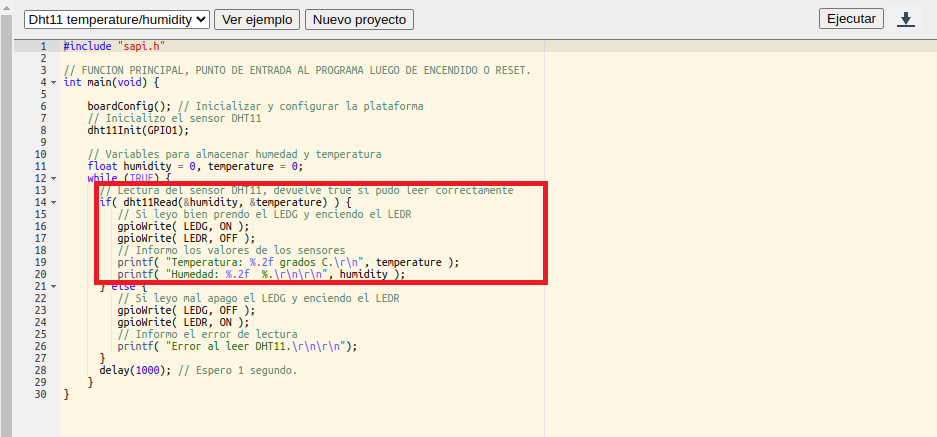 Dht11 temperature/humidity Ver ejemplo Nuevo proyecto Ejecutar
1 #include "sapi.h"
2
3 // FUNCION PRINCIPAL, PUNTO DE ENTRADA AL PROGRAMA LUEGO DE ENCENDIDO O RESET.
4 int main(void) {
5
6 boardConfig(); // Inicializar y configurar la plataforma
7 // Inicializo el sensor DHT11
8 dht11Init(GPIO1);
9
10 // Variables para almacenar humedad y temperatura
11 float humidity = 0, temperature = 0;
12 while (TRUE) {
13 // Lectura del sensor DHT11, devuelve true si pudo leer correctamente
14 if( dht11Read(&humidity, &temperature) ) {
15 // Si leyo bien prendo el LEDG y enciendo el LEDR
16 gpioWrite( LEDG, ON );
17 gpioWrite( LEDR, OFF );
18 // Informo los valores de los sensores
19 printf( "Temperatura: %.2f grados C.\r\n", temperature );
20 printf( "Humedad: %.2f  %.\r\n\r\n", humidity );
21 } else {
22 // Si leyo mal apago el LEDG y enciendo el LEDR
23 gpioWrite( LEDG, OFF );
24 gpioWrite( LEDR, ON );
25 // Informo el error de lectura
26 printf( "Error al leer DHT11.\r\n\r\n");
27 }
28 delay(1000); // Espero 1 segundo.
29 }
30 }